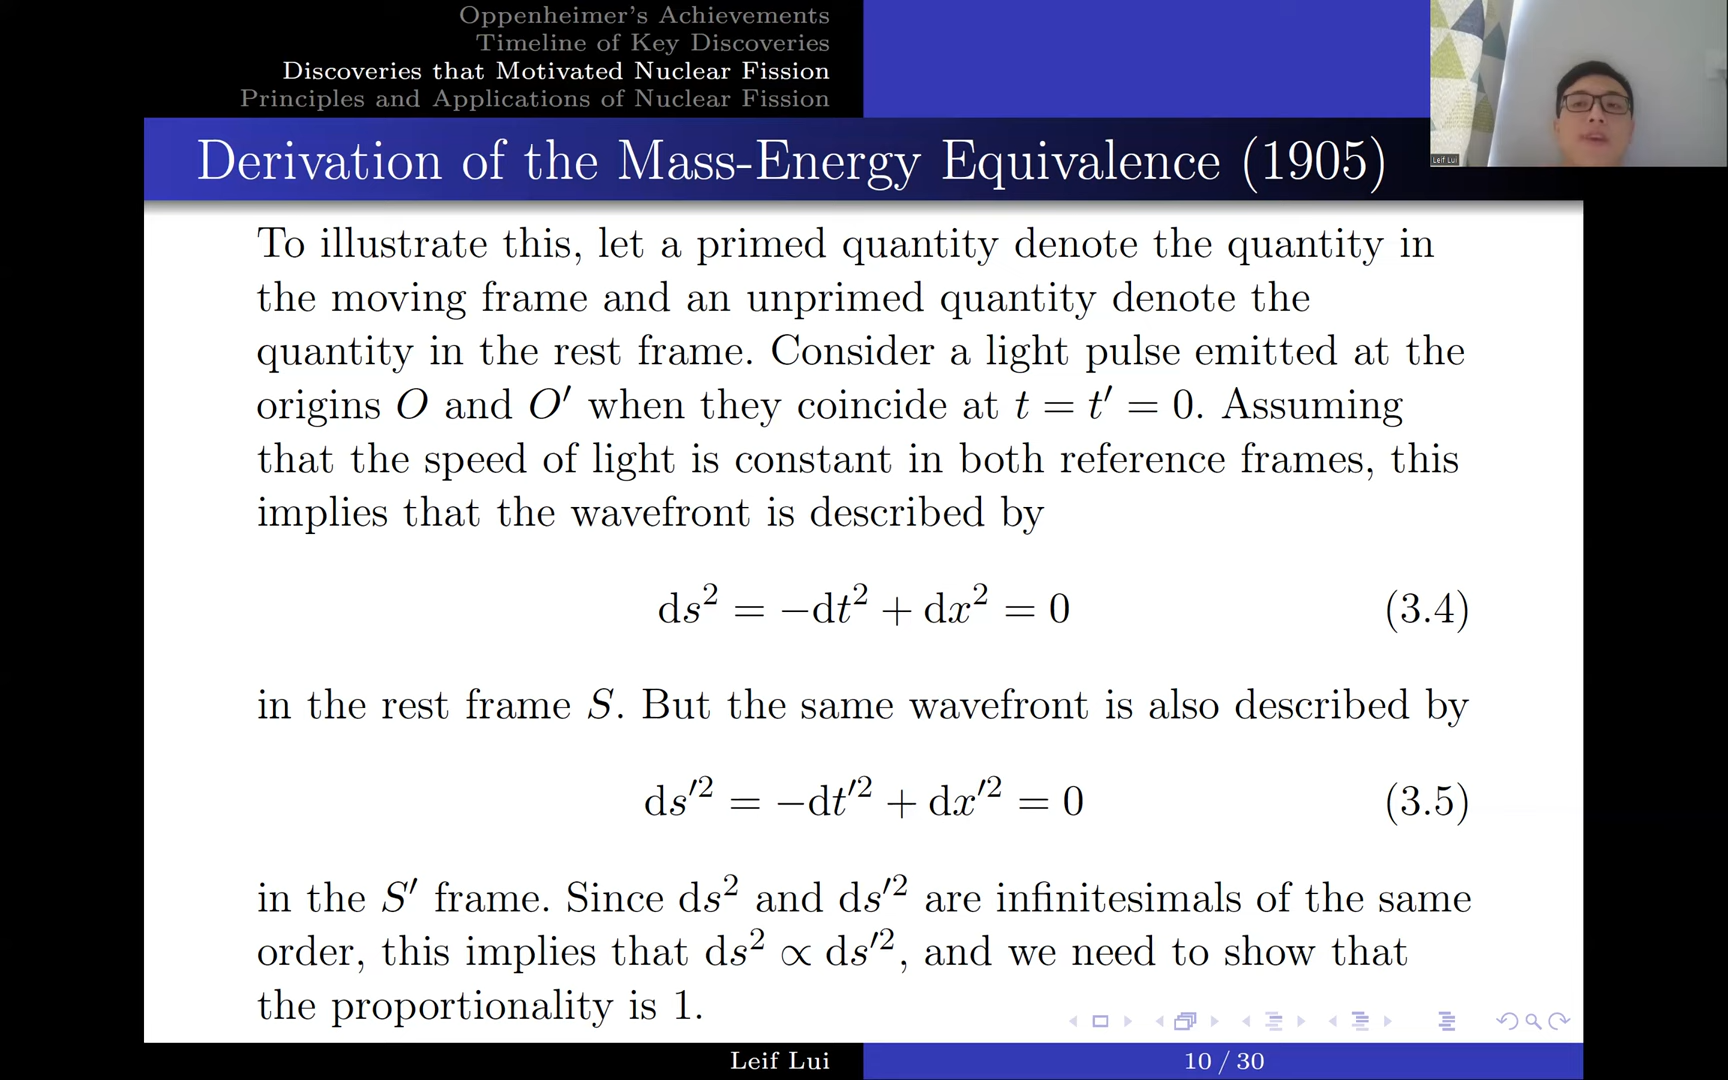 Oppenheimer's Achievements
Timeline of Key Discoveries
Discoveries that Motivated Nuclear Fission
Principles and Applications of Nuclear Fission
Leif Lui
Derivation of the Mass-Energy Equivalence (1905)
To illustrate this, let a primed quantity denote the quantity in
the moving frame and an unprimed quantity denote the
quantity in the rest frame. Consider a light pulse emitted at the
origins O and O′ when they coincide at t = t′ = 0. Assuming
that the speed of light is constant in both reference frames, this
implies that the wavefront is described by
ds² = −dt² + dx² = 0 (3.4)
in the rest frame S. But the same wavefront is also described by
ds′² = −dt′² + dx′² = 0 (3.5)
in the S′ frame. Since ds² and ds′² are infinitesimals of the same
order, this implies that ds² ∝ ds′², and we need to show that
the proportionality is 1.
Leif Lui 10 / 30